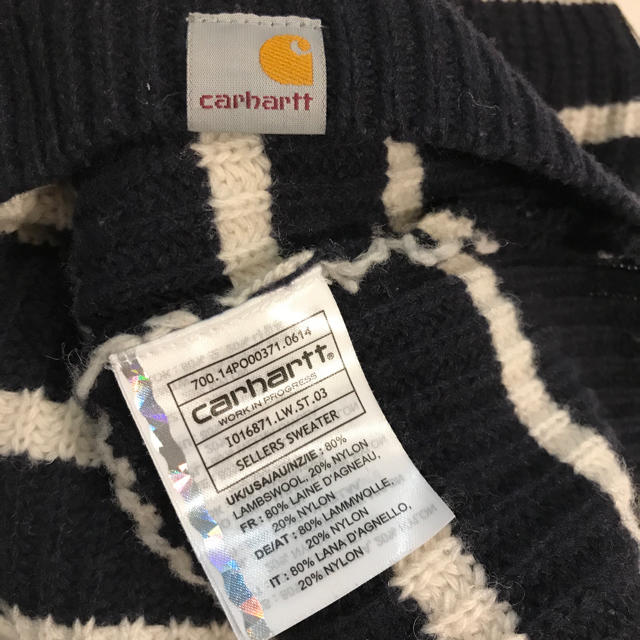 carhartt
700.14PO00371.0614
carhartt®
WORK IN PROGRESS
I016871.LW.ST.03
SELLERS SWEATER
UK/USA/AU/NZ/IE : 80%
LAMBSWOOL, 20% NYLON
FR : 80% LAINE D'AGNEAU,
20% NYLON
DE/AT : 80% LAMMWOLLE,
20% NYLON
IT : 80% LANA D'AGNELLO,
20% NYLON